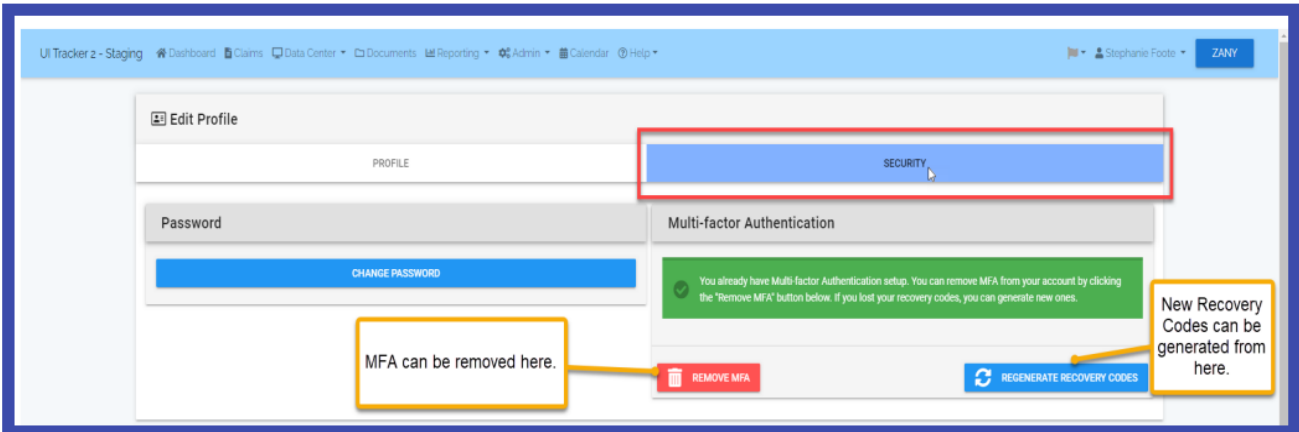 UI Tracker 2 - Staging Dashboard Claims Data Center Documents Reporting Admin Calendar Help Stephanie Foote ZANY
Edit Profile
PROFILE SECURITY
Password
CHANGE PASSWORD
Multi-factor Authentication
You already have Multi-factor Authentication setup. You can remove MFA from your account by clicking
the "Remove MFA" button below. If you lost your recovery codes, you can generate new ones.
MFA can be removed here.
REMOVE MFA
REGENERATE RECOVERY CODES
New Recovery
Codes can be
generated from
here.